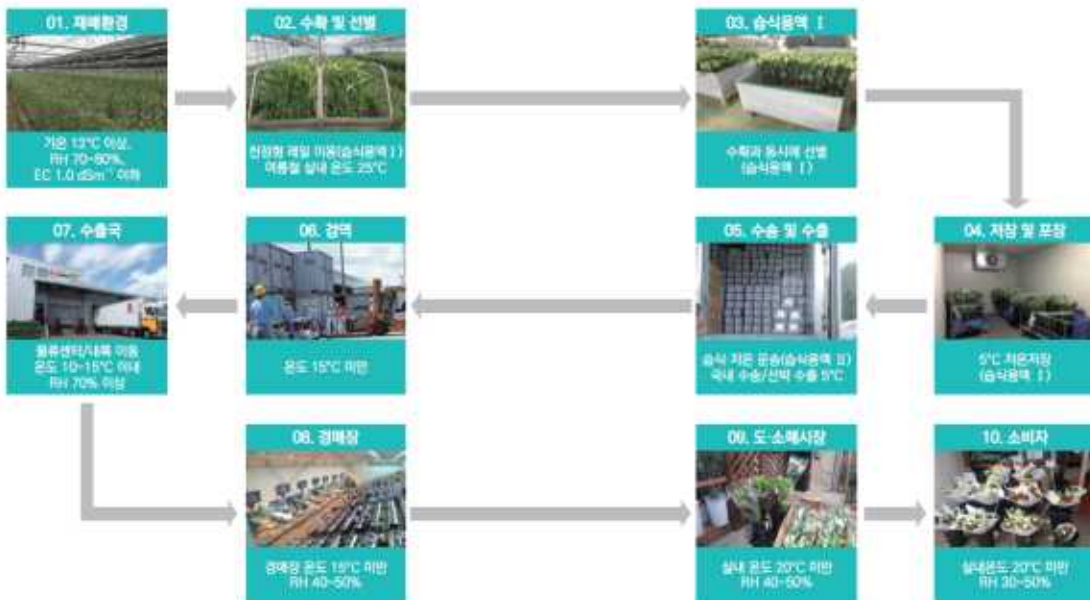 01. 재배환경
기온 13°C 이상,
RH 70~80%,
EC 1.0 dSm⁻¹ 이하
02. 수확 및 선별
천정형 레일 이용(습식용액Ⅰ)
여름철 실내 온도 25°C
03. 습식용액 Ⅰ
수확과 동시에 선별
(습식용액 Ⅰ)
04. 저장 및 포장
5°C 저온저장
(습식용액 Ⅰ)
05. 수송 및 수출
습식 저온 운송(습식용액 Ⅱ)
국내 수송/선박 수출 5°C
06. 검역
온도 15°C 미만
07. 수출국
물류센터/내륙 이동
온도 10~15°C 이내
RH 70% 이상
08. 경매장
경매장 온도 15°C 미만
RH 40~50%
09. 도·소매시장
실내 온도 20°C 미만
RH 40~50%
10. 소비자
실내온도 20°C 미만
RH 30~50%